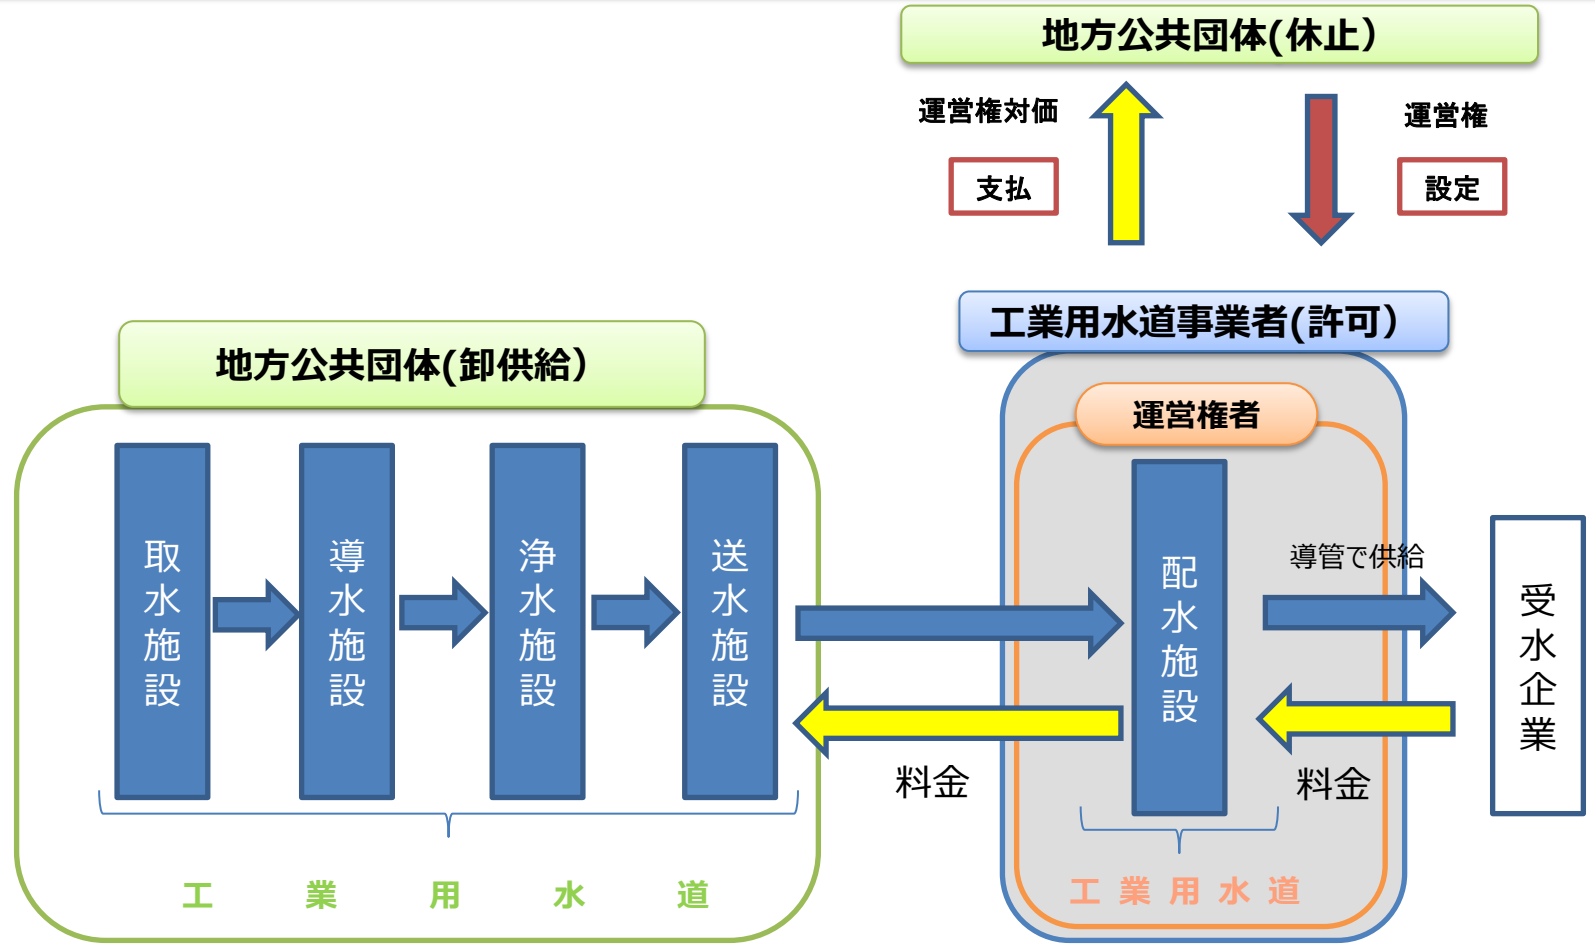 地方公共団体(休止）
運営権対価
支払
運営権
設定
工業用水道事業者(許可）
地方公共団体(卸供給）
運営権者
取水施設
導水施設
浄水施設
送水施設
配水施設
導管で供給
受水企業
料金
料金
工業用水道
工業用水道